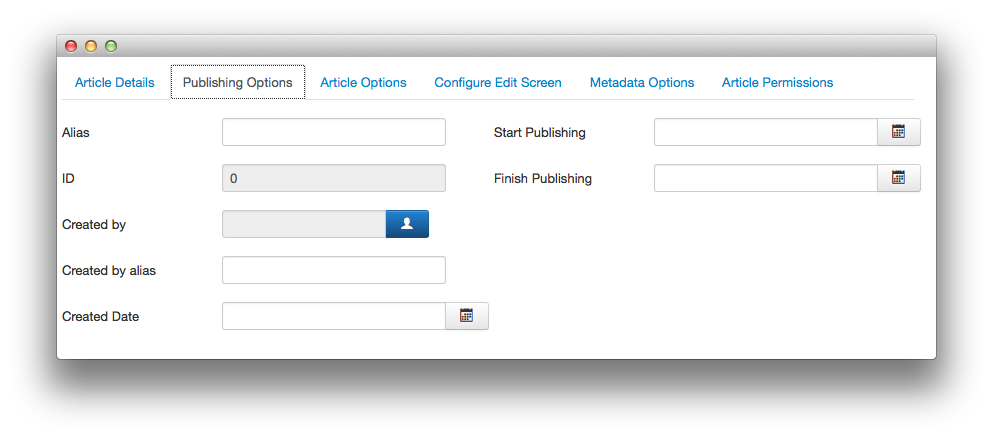 Article Details Publishing Options Article Options Configure Edit Screen Metadata Options Article Permissions
Alias Start Publishing
ID 0 Finish Publishing
Created by
Created by alias
Created Date